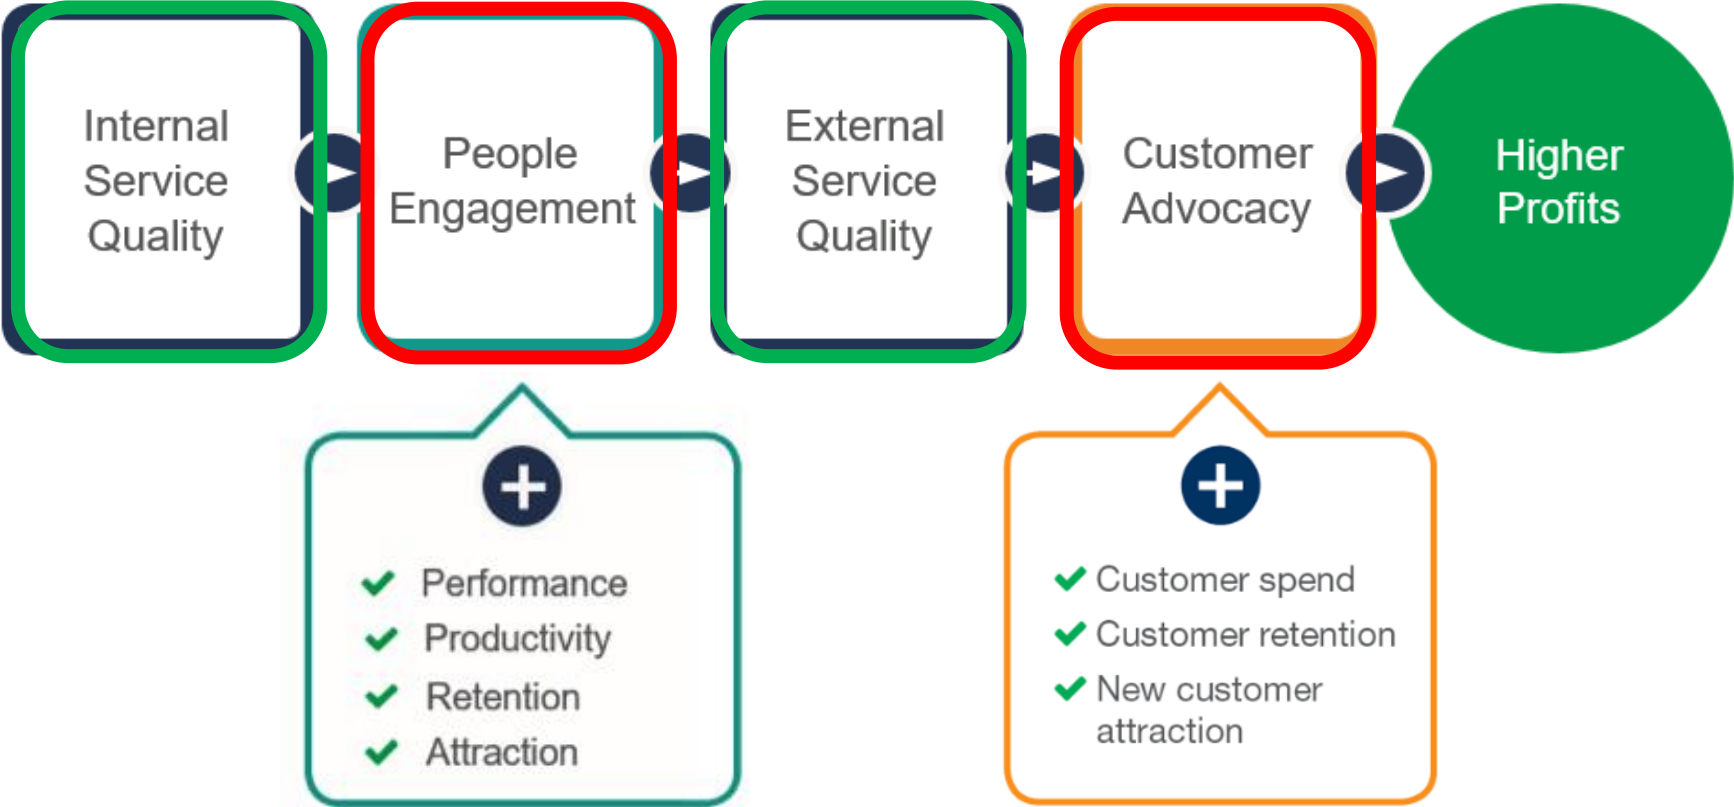 Internal
Service
Quality
People
Engagement
External
Service
Quality
Customer
Advocacy
Higher
Profits
Performance
Productivity
Retention
Attraction
Customer spend
Customer retention
New customer
attraction